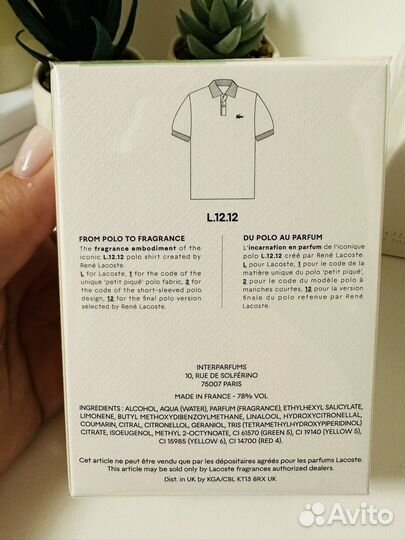 L.12.12
FROM POLO TO FRAGRANCE
The fragrance embodiment of the
iconic L.12.12 polo shirt created by
René Lacoste.
L for Lacoste, 1 for the code of the
unique 'petit piqué' polo fabric, 2 for
the code of the short-sleeved polo
design, 12 for the final polo version
selected by René Lacoste.
DU POLO AU PARFUM
L'incarnation en parfum de l'iconique
polo L.12.12 créé par René Lacoste.
L pour Lacoste, 1 pour le code de la
matière unique du polo 'petit piqué',
2 pour le code du modèle polo à
manches courtes, 12 pour la version
finale du polo retenue par René
Lacoste.
INTERPARFUMS
10, RUE DE SOLFÉRINO
75007 PARIS
MADE IN FRANCE - 78% VOL
INGREDIENTS : ALCOHOL, AQUA (WATER), PARFUM (FRAGRANCE), ETHYLHEXYL SALICYLATE,
LIMONENE, BUTYL METHOXYDIBENZOYLMETHANE, LINALOOL, HYDROXYCITRONELLAL,
COUMARIN, CITRAL, CITRONELLOL, GERANIOL, TRIS (TETRAMETHYLHYDROXYPIPERIDINOL)
CITRATE, ISOEUGENOL, METHYL 2-OCTYNOATE, CI 61570 (GREEN 5), CI 19140 (YELLOW 5),
CI 15985 (YELLOW 6), CI 14700 (RED 4).
Cet article ne peut être vendu que par les dépositaires agréés pour les parfums Lacoste.
This article may be sold only by Lacoste fragrances authorized dealers.
Dist. in UK by KGA/CBL KT13 8RX UK
Avito